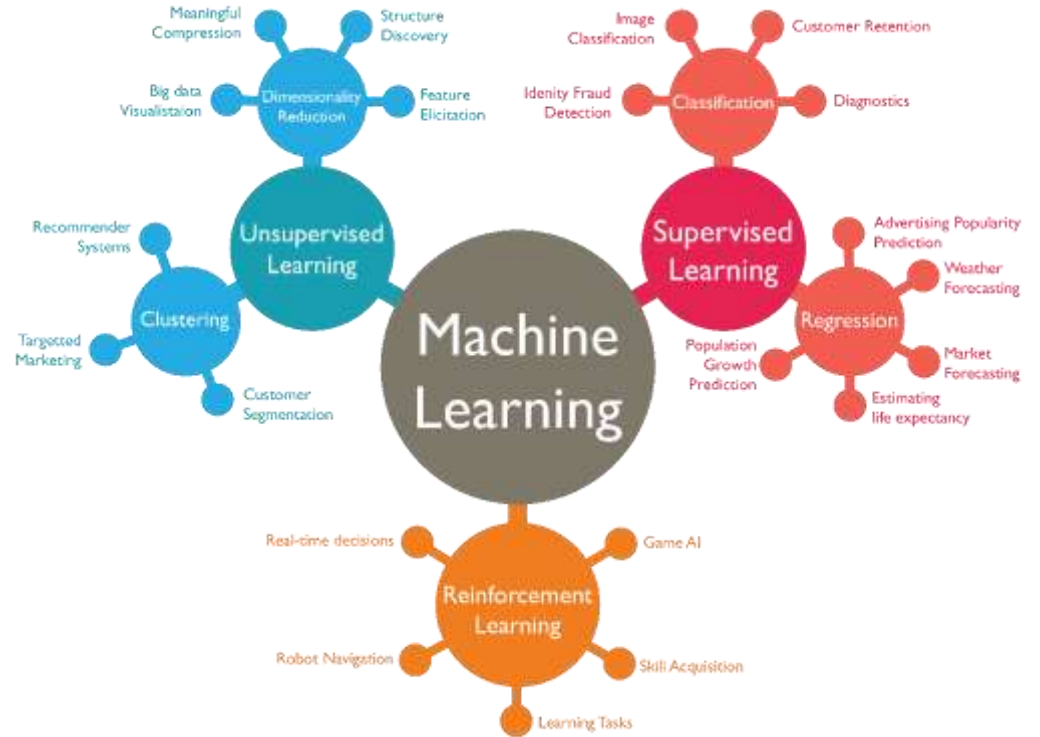 Meaningful
Compression
Structure
Discovery
Big data
Visualistaion
Dimensionality
Reduction
Feature
Elicitation
Image
Classification
Customer Retention
Idenity Fraud
Detection
Classification
Diagnostics
Recommender
Systems
Unsupervised
Learning
Clustering
Targetted
Marketing
Customer
Segmentation
Supervised
Learning
Advertising Popularity
Prediction
Weather
Forecasting
Regression
Population
Growth
Prediction
Market
Forecasting
Estimating
life expectancy
Machine
Learning
Real-time decisions
Game AI
Reinforcement
Learning
Robot Navigation
Skill Acquisition
Learning Tasks